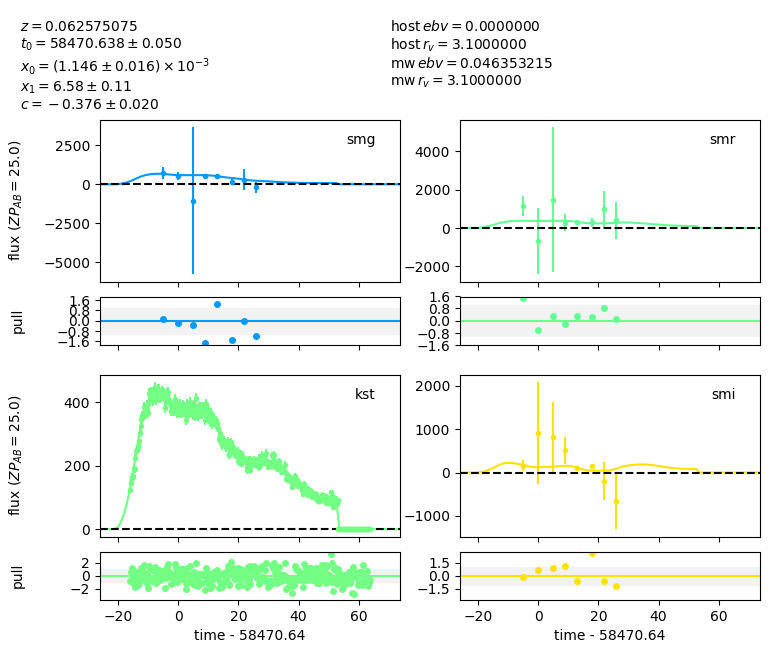 z = 0.062575075
t₀ = 58470.638 ± 0.050
x₀ = (1.146 ± 0.016) × 10⁻³
x₁ = 6.58 ± 0.11
c = −0.376 ± 0.020
host ebv = 0.0000000
host r_v = 3.1000000
mw ebv = 0.046353215
mw r_v = 3.1000000
smg
flux (ZP_AB = 25.0)
2500
0
−2500
−5000
smr
4000
2000
0
−2000
pull
1.6
0.8
0.0
−0.8
−1.6
1.6
0.8
0.0
−0.8
−1.6
kst
flux (ZP_AB = 25.0)
400
200
0
smi
2000
1000
0
−1000
pull
2
0
−2
1.5
0.0
−1.5
−20 0 20 40 60
time - 58470.64
−20 0 20 40 60
time - 58470.64